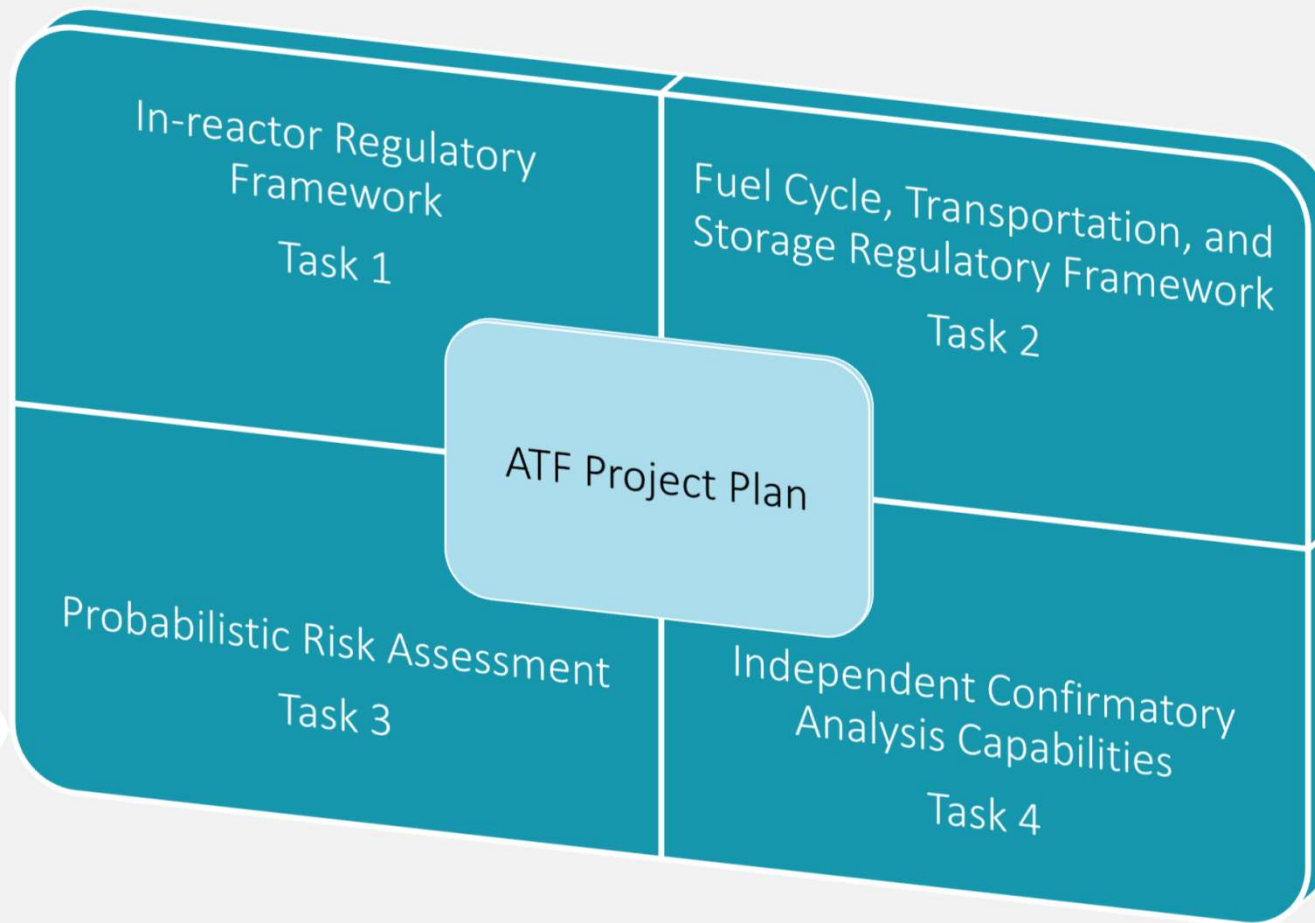 In-reactor Regulatory
Framework
Task 1
Fuel Cycle, Transportation, and
Storage Regulatory Framework
Task 2
ATF Project Plan
Probabilistic Risk Assessment
Task 3
Independent Confirmatory
Analysis Capabilities
Task 4